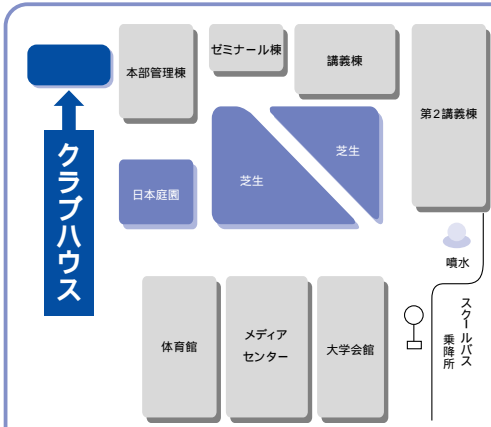 本部管理棟
ゼミナール棟
講義棟
第2講義棟
クラブハウス
日本庭園
芝生
芝生
噴水
体育館
メディア
センター
大学会館
スクールバス
乗降所